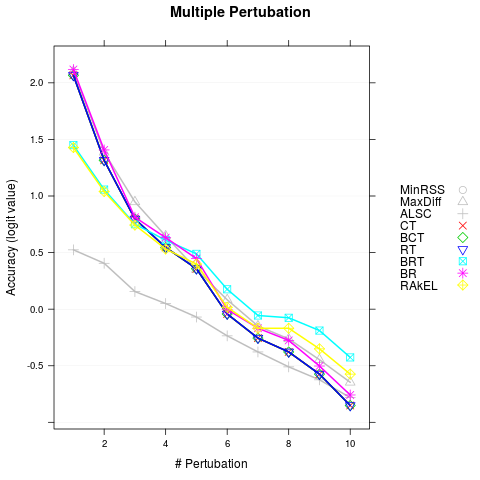 Multiple Pertubation
2.0
1.5
1.0
0.5
0.0
-0.5
Accuracy (logit value)
2
4
6
8
10
# Pertubation
MinRSS
MaxDiff
ALSC
CT
BCT
RT
BRT
BR
RAkEL